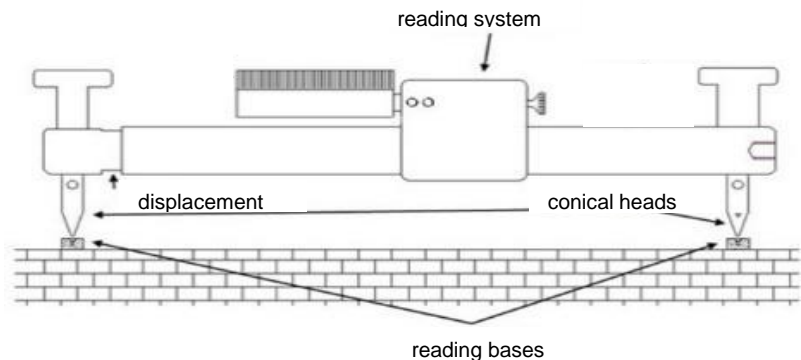 reading system
displacement
conical heads
reading bases